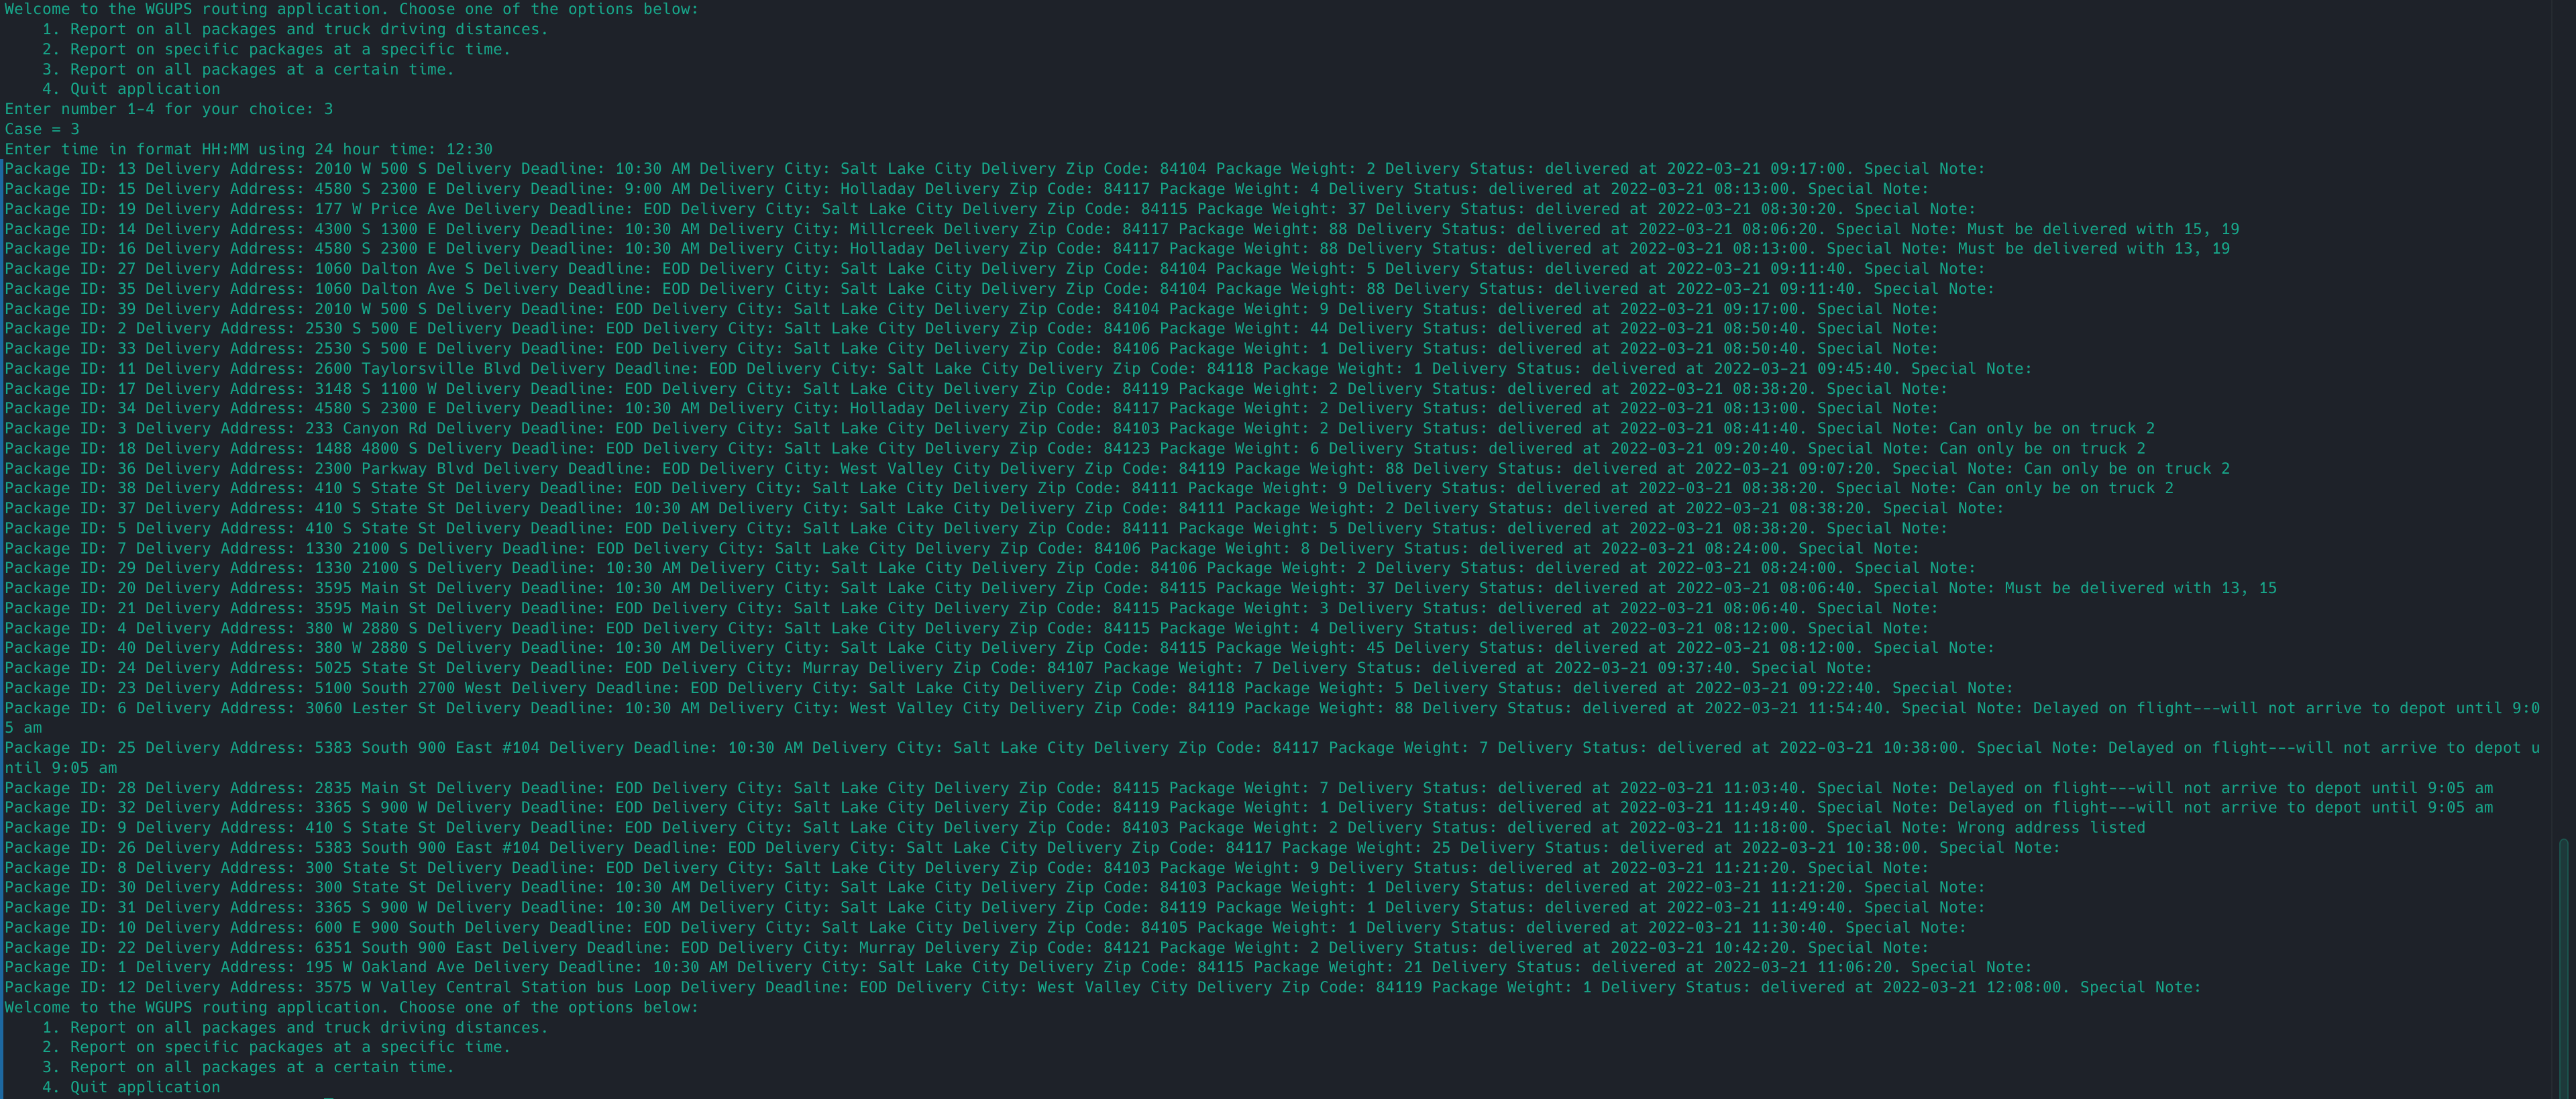 Welcome to the WGUPS routing application. Choose one of the options below:
    1. Report on all packages and truck driving distances.
    2. Report on specific packages at a specific time.
    3. Report on all packages at a certain time.
    4. Quit application
Enter number 1-4 for your choice: 3
Case = 3
Enter time in format HH:MM using 24 hour time: 12:30
Package ID: 13 Delivery Address: 2010 W 500 S Delivery Deadline: 10:30 AM Delivery City: Salt Lake City Delivery Zip Code: 84104 Package Weight: 2 Delivery Status: delivered at 2022-03-21 09:17:00. Special Note:
Package ID: 15 Delivery Address: 4580 S 2300 E Delivery Deadline: 9:00 AM Delivery City: Holladay Delivery Zip Code: 84117 Package Weight: 4 Delivery Status: delivered at 2022-03-21 08:13:00. Special Note:
Package ID: 19 Delivery Address: 177 W Price Ave Delivery Deadline: EOD Delivery City: Salt Lake City Delivery Zip Code: 84115 Package Weight: 37 Delivery Status: delivered at 2022-03-21 08:30:20. Special Note:
Package ID: 14 Delivery Address: 4300 S 1300 E Delivery Deadline: 10:30 AM Delivery City: Millcreek Delivery Zip Code: 84117 Package Weight: 88 Delivery Status: delivered at 2022-03-21 08:06:20. Special Note: Must be delivered with 15, 19
Package ID: 16 Delivery Address: 4580 S 2300 E Delivery Deadline: 10:30 AM Delivery City: Holladay Delivery Zip Code: 84117 Package Weight: 88 Delivery Status: delivered at 2022-03-21 08:13:00. Special Note: Must be delivered with 13, 19
Package ID: 27 Delivery Address: 1060 Dalton Ave S Delivery Deadline: EOD Delivery City: Salt Lake City Delivery Zip Code: 84104 Package Weight: 5 Delivery Status: delivered at 2022-03-21 09:11:40. Special Note:
Package ID: 35 Delivery Address: 1060 Dalton Ave S Delivery Deadline: EOD Delivery City: Salt Lake City Delivery Zip Code: 84104 Package Weight: 88 Delivery Status: delivered at 2022-03-21 09:11:40. Special Note:
Package ID: 39 Delivery Address: 2010 W 500 S Delivery Deadline: EOD Delivery City: Salt Lake City Delivery Zip Code: 84104 Package Weight: 9 Delivery Status: delivered at 2022-03-21 09:17:00. Special Note:
Package ID: 2 Delivery Address: 2530 S 500 E Delivery Deadline: EOD Delivery City: Salt Lake City Delivery Zip Code: 84106 Package Weight: 44 Delivery Status: delivered at 2022-03-21 08:50:40. Special Note:
Package ID: 33 Delivery Address: 2530 S 500 E Delivery Deadline: EOD Delivery City: Salt Lake City Delivery Zip Code: 84106 Package Weight: 1 Delivery Status: delivered at 2022-03-21 08:50:40. Special Note:
Package ID: 11 Delivery Address: 2600 Taylorsville Blvd Delivery Deadline: EOD Delivery City: Salt Lake City Delivery Zip Code: 84118 Package Weight: 1 Delivery Status: delivered at 2022-03-21 09:45:40. Special Note:
Package ID: 17 Delivery Address: 3148 S 1100 W Delivery Deadline: EOD Delivery City: Salt Lake City Delivery Zip Code: 84119 Package Weight: 2 Delivery Status: delivered at 2022-03-21 08:38:20. Special Note:
Package ID: 34 Delivery Address: 4580 S 2300 E Delivery Deadline: 10:30 AM Delivery City: Holladay Delivery Zip Code: 84117 Package Weight: 2 Delivery Status: delivered at 2022-03-21 08:13:00. Special Note:
Package ID: 3 Delivery Address: 233 Canyon Rd Delivery Deadline: EOD Delivery City: Salt Lake City Delivery Zip Code: 84103 Package Weight: 2 Delivery Status: delivered at 2022-03-21 08:41:40. Special Note: Can only be on truck 2
Package ID: 18 Delivery Address: 1488 4800 S Delivery Deadline: EOD Delivery City: Salt Lake City Delivery Zip Code: 84123 Package Weight: 6 Delivery Status: delivered at 2022-03-21 09:20:40. Special Note: Can only be on truck 2
Package ID: 36 Delivery Address: 2300 Parkway Blvd Delivery Deadline: EOD Delivery City: West Valley City Delivery Zip Code: 84119 Package Weight: 88 Delivery Status: delivered at 2022-03-21 09:07:20. Special Note: Can only be on truck 2
Package ID: 38 Delivery Address: 410 S State St Delivery Deadline: EOD Delivery City: Salt Lake City Delivery Zip Code: 84111 Package Weight: 9 Delivery Status: delivered at 2022-03-21 08:38:20. Special Note: Can only be on truck 2
Package ID: 37 Delivery Address: 410 S State St Delivery Deadline: 10:30 AM Delivery City: Salt Lake City Delivery Zip Code: 84111 Package Weight: 2 Delivery Status: delivered at 2022-03-21 08:38:20. Special Note:
Package ID: 5 Delivery Address: 410 S State St Delivery Deadline: EOD Delivery City: Salt Lake City Delivery Zip Code: 84111 Package Weight: 5 Delivery Status: delivered at 2022-03-21 08:38:20. Special Note:
Package ID: 7 Delivery Address: 1330 2100 S Delivery Deadline: EOD Delivery City: Salt Lake City Delivery Zip Code: 84106 Package Weight: 8 Delivery Status: delivered at 2022-03-21 08:24:00. Special Note:
Package ID: 29 Delivery Address: 1330 2100 S Delivery Deadline: 10:30 AM Delivery City: Salt Lake City Delivery Zip Code: 84106 Package Weight: 2 Delivery Status: delivered at 2022-03-21 08:24:00. Special Note:
Package ID: 20 Delivery Address: 3595 Main St Delivery Deadline: 10:30 AM Delivery City: Salt Lake City Delivery Zip Code: 84115 Package Weight: 37 Delivery Status: delivered at 2022-03-21 08:06:40. Special Note: Must be delivered with 13, 15
Package ID: 21 Delivery Address: 3595 Main St Delivery Deadline: EOD Delivery City: Salt Lake City Delivery Zip Code: 84115 Package Weight: 3 Delivery Status: delivered at 2022-03-21 08:06:40. Special Note:
Package ID: 4 Delivery Address: 380 W 2880 S Delivery Deadline: EOD Delivery City: Salt Lake City Delivery Zip Code: 84115 Package Weight: 4 Delivery Status: delivered at 2022-03-21 08:12:00. Special Note:
Package ID: 40 Delivery Address: 380 W 2880 S Delivery Deadline: 10:30 AM Delivery City: Salt Lake City Delivery Zip Code: 84115 Package Weight: 45 Delivery Status: delivered at 2022-03-21 08:12:00. Special Note:
Package ID: 24 Delivery Address: 5025 State St Delivery Deadline: EOD Delivery City: Murray Delivery Zip Code: 84107 Package Weight: 7 Delivery Status: delivered at 2022-03-21 09:37:40. Special Note:
Package ID: 23 Delivery Address: 5100 South 2700 West Delivery Deadline: EOD Delivery City: Salt Lake City Delivery Zip Code: 84118 Package Weight: 5 Delivery Status: delivered at 2022-03-21 09:22:40. Special Note:
Package ID: 6 Delivery Address: 3060 Lester St Delivery Deadline: 10:30 AM Delivery City: West Valley City Delivery Zip Code: 84119 Package Weight: 88 Delivery Status: delivered at 2022-03-21 11:54:40. Special Note: Delayed on flight---will not arrive to depot until 9:0
5 am
Package ID: 25 Delivery Address: 5383 South 900 East #104 Delivery Deadline: 10:30 AM Delivery City: Salt Lake City Delivery Zip Code: 84117 Package Weight: 7 Delivery Status: delivered at 2022-03-21 10:38:00. Special Note: Delayed on flight---will not arrive to depot u
ntil 9:05 am
Package ID: 28 Delivery Address: 2835 Main St Delivery Deadline: EOD Delivery City: Salt Lake City Delivery Zip Code: 84115 Package Weight: 7 Delivery Status: delivered at 2022-03-21 11:03:40. Special Note: Delayed on flight---will not arrive to depot until 9:05 am
Package ID: 32 Delivery Address: 3365 S 900 W Delivery Deadline: EOD Delivery City: Salt Lake City Delivery Zip Code: 84119 Package Weight: 1 Delivery Status: delivered at 2022-03-21 11:49:40. Special Note: Delayed on flight---will not arrive to depot until 9:05 am
Package ID: 9 Delivery Address: 410 S State St Delivery Deadline: EOD Delivery City: Salt Lake City Delivery Zip Code: 84103 Package Weight: 2 Delivery Status: delivered at 2022-03-21 11:18:00. Special Note: Wrong address listed
Package ID: 26 Delivery Address: 5383 South 900 East #104 Delivery Deadline: EOD Delivery City: Salt Lake City Delivery Zip Code: 84117 Package Weight: 25 Delivery Status: delivered at 2022-03-21 10:38:00. Special Note:
Package ID: 8 Delivery Address: 300 State St Delivery Deadline: EOD Delivery City: Salt Lake City Delivery Zip Code: 84103 Package Weight: 9 Delivery Status: delivered at 2022-03-21 11:21:20. Special Note:
Package ID: 30 Delivery Address: 300 State St Delivery Deadline: 10:30 AM Delivery City: Salt Lake City Delivery Zip Code: 84103 Package Weight: 1 Delivery Status: delivered at 2022-03-21 11:21:20. Special Note:
Package ID: 31 Delivery Address: 3365 S 900 W Delivery Deadline: 10:30 AM Delivery City: Salt Lake City Delivery Zip Code: 84119 Package Weight: 1 Delivery Status: delivered at 2022-03-21 11:49:40. Special Note:
Package ID: 10 Delivery Address: 600 E 900 South Delivery Deadline: EOD Delivery City: Salt Lake City Delivery Zip Code: 84105 Package Weight: 1 Delivery Status: delivered at 2022-03-21 11:30:40. Special Note:
Package ID: 22 Delivery Address: 6351 South 900 East Delivery Deadline: EOD Delivery City: Murray Delivery Zip Code: 84121 Package Weight: 2 Delivery Status: delivered at 2022-03-21 10:42:20. Special Note:
Package ID: 1 Delivery Address: 195 W Oakland Ave Delivery Deadline: 10:30 AM Delivery City: Salt Lake City Delivery Zip Code: 84115 Package Weight: 21 Delivery Status: delivered at 2022-03-21 11:06:20. Special Note:
Package ID: 12 Delivery Address: 3575 W Valley Central Station bus Loop Delivery Deadline: EOD Delivery City: West Valley City Delivery Zip Code: 84119 Package Weight: 1 Delivery Status: delivered at 2022-03-21 12:08:00. Special Note:
Welcome to the WGUPS routing application. Choose one of the options below:
    1. Report on all packages and truck driving distances.
    2. Report on specific packages at a specific time.
    3. Report on all packages at a certain time.
    4. Quit application